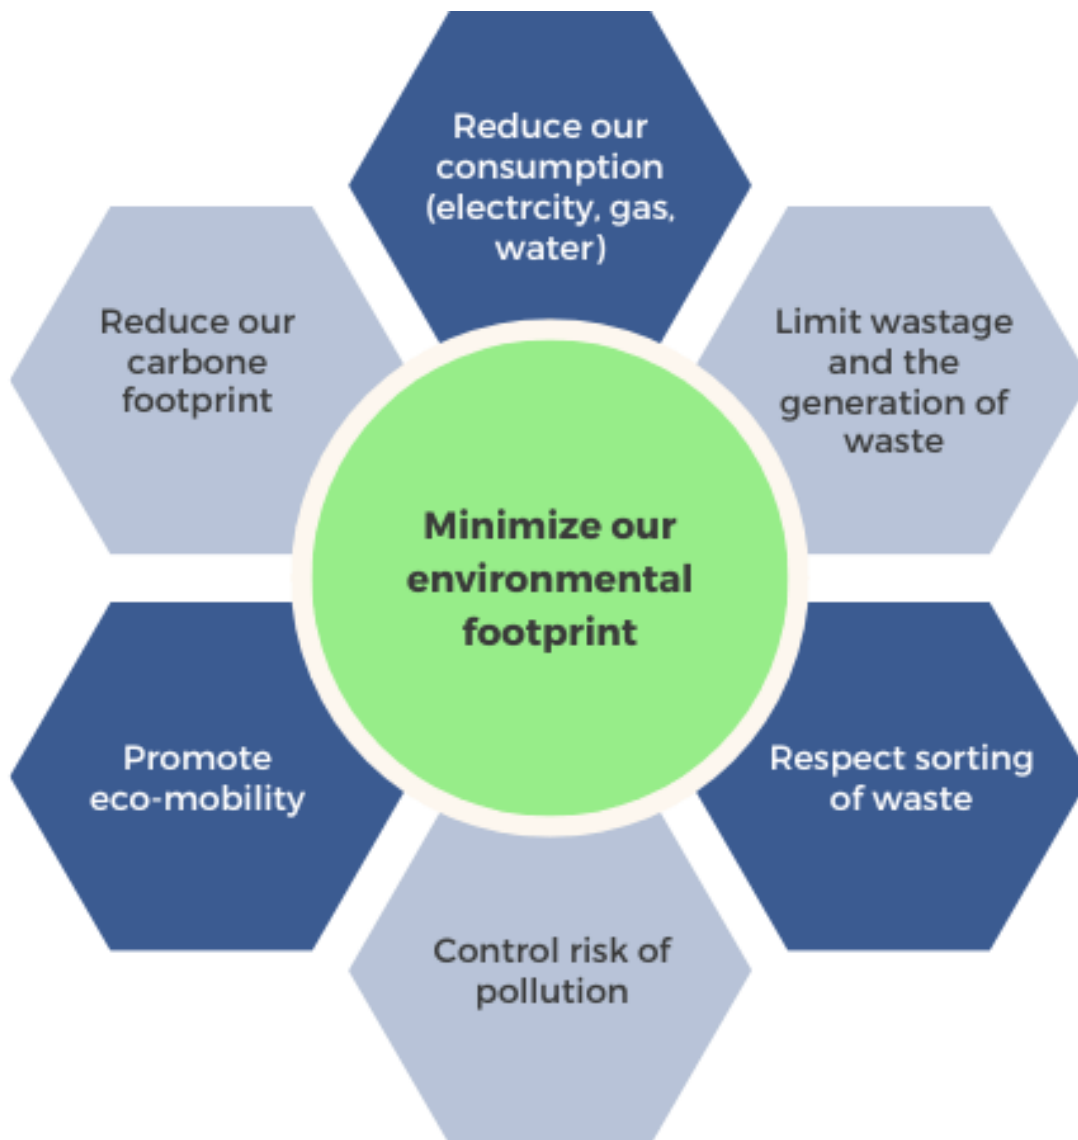 Reduce our
consumption
(electrcity, gas,
water)
Limit wastage
and the
generation of
waste
Respect sorting
of waste
Control risk of
pollution
Promote
eco-mobility
Reduce our
carbone
footprint
Minimize our
environmental
footprint